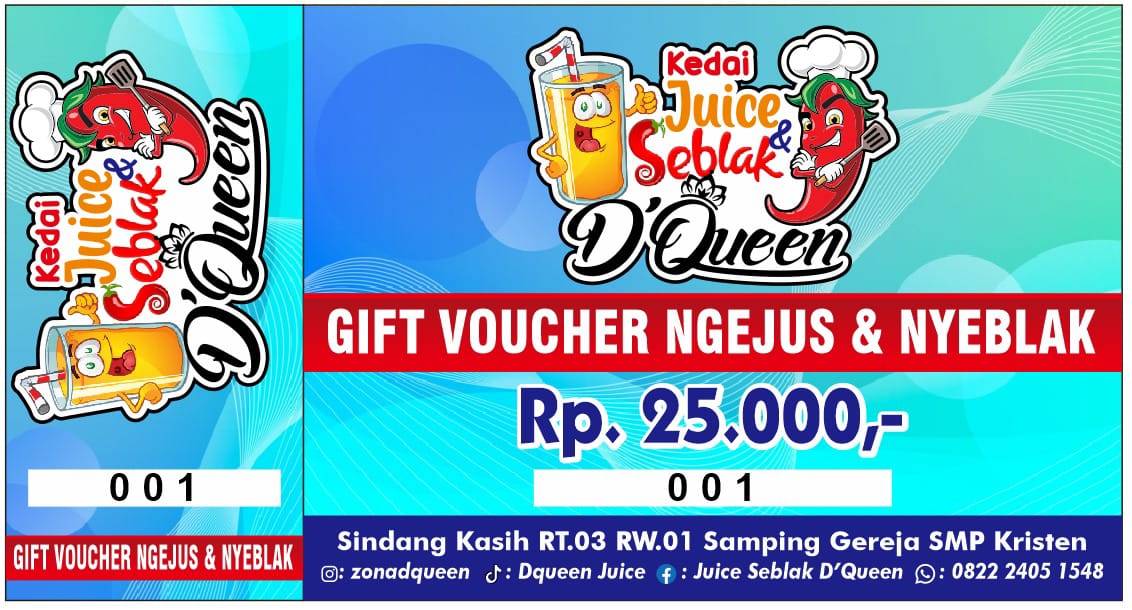 Kedai
Juice
&
Seblak
D'Queen
001
GIFT VOUCHER NGEJUS & NYEBLAK
Kedai
Juice
&
Seblak
D'Queen
GIFT VOUCHER NGEJUS & NYEBLAK
Rp. 25.000,-
001
Sindang Kasih RT.03 RW.01 Samping Gereja SMP Kristen
: zonadqueen : Dqueen Juice : Juice Seblak D'Queen : 0822 2405 1548